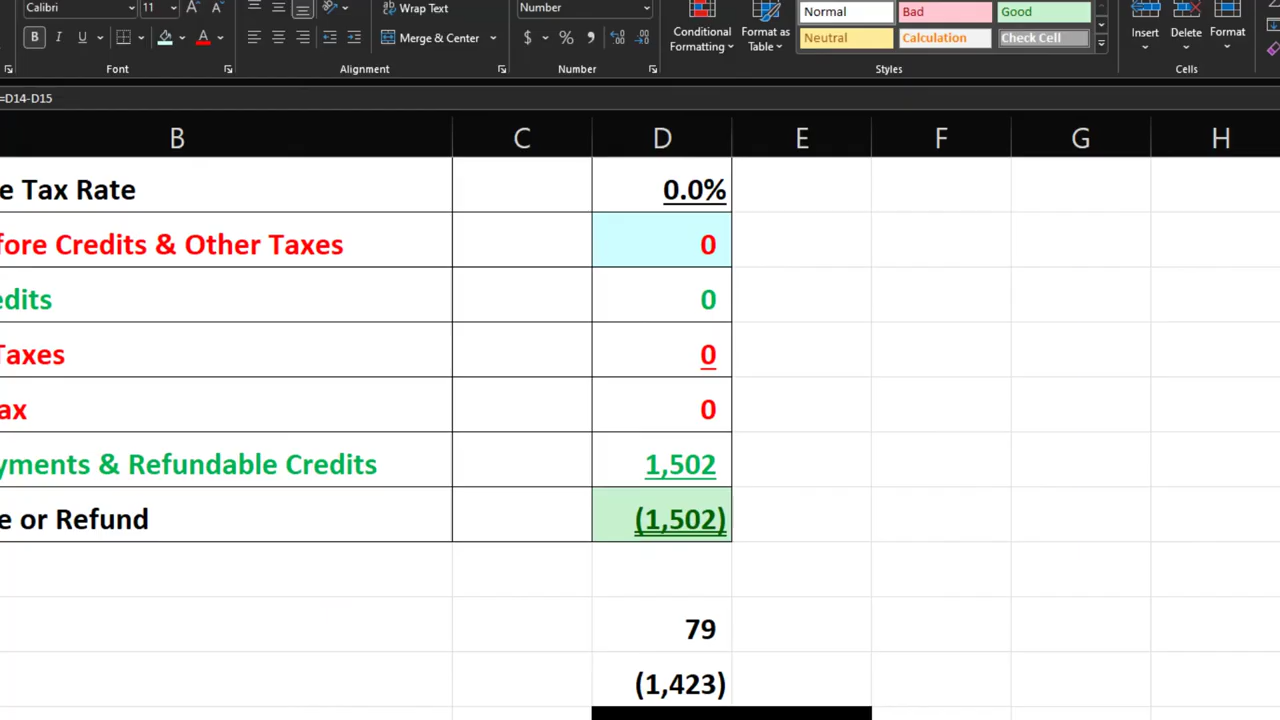 Calibri 11 Wrap Text Number Conditional Formatting Format as Table Normal Bad Good Insert Delete Format
B I U A Merge & Center $ % Neutral Calculation Check Cell
Font Alignment Number Styles Cells
=D14-D15
B C D E F G H
e Tax Rate 0.0%
fore Credits & Other Taxes 0
edits 0
Taxes 0
ax 0
yments & Refundable Credits 1,502
e or Refund (1,502)
79
(1,423)